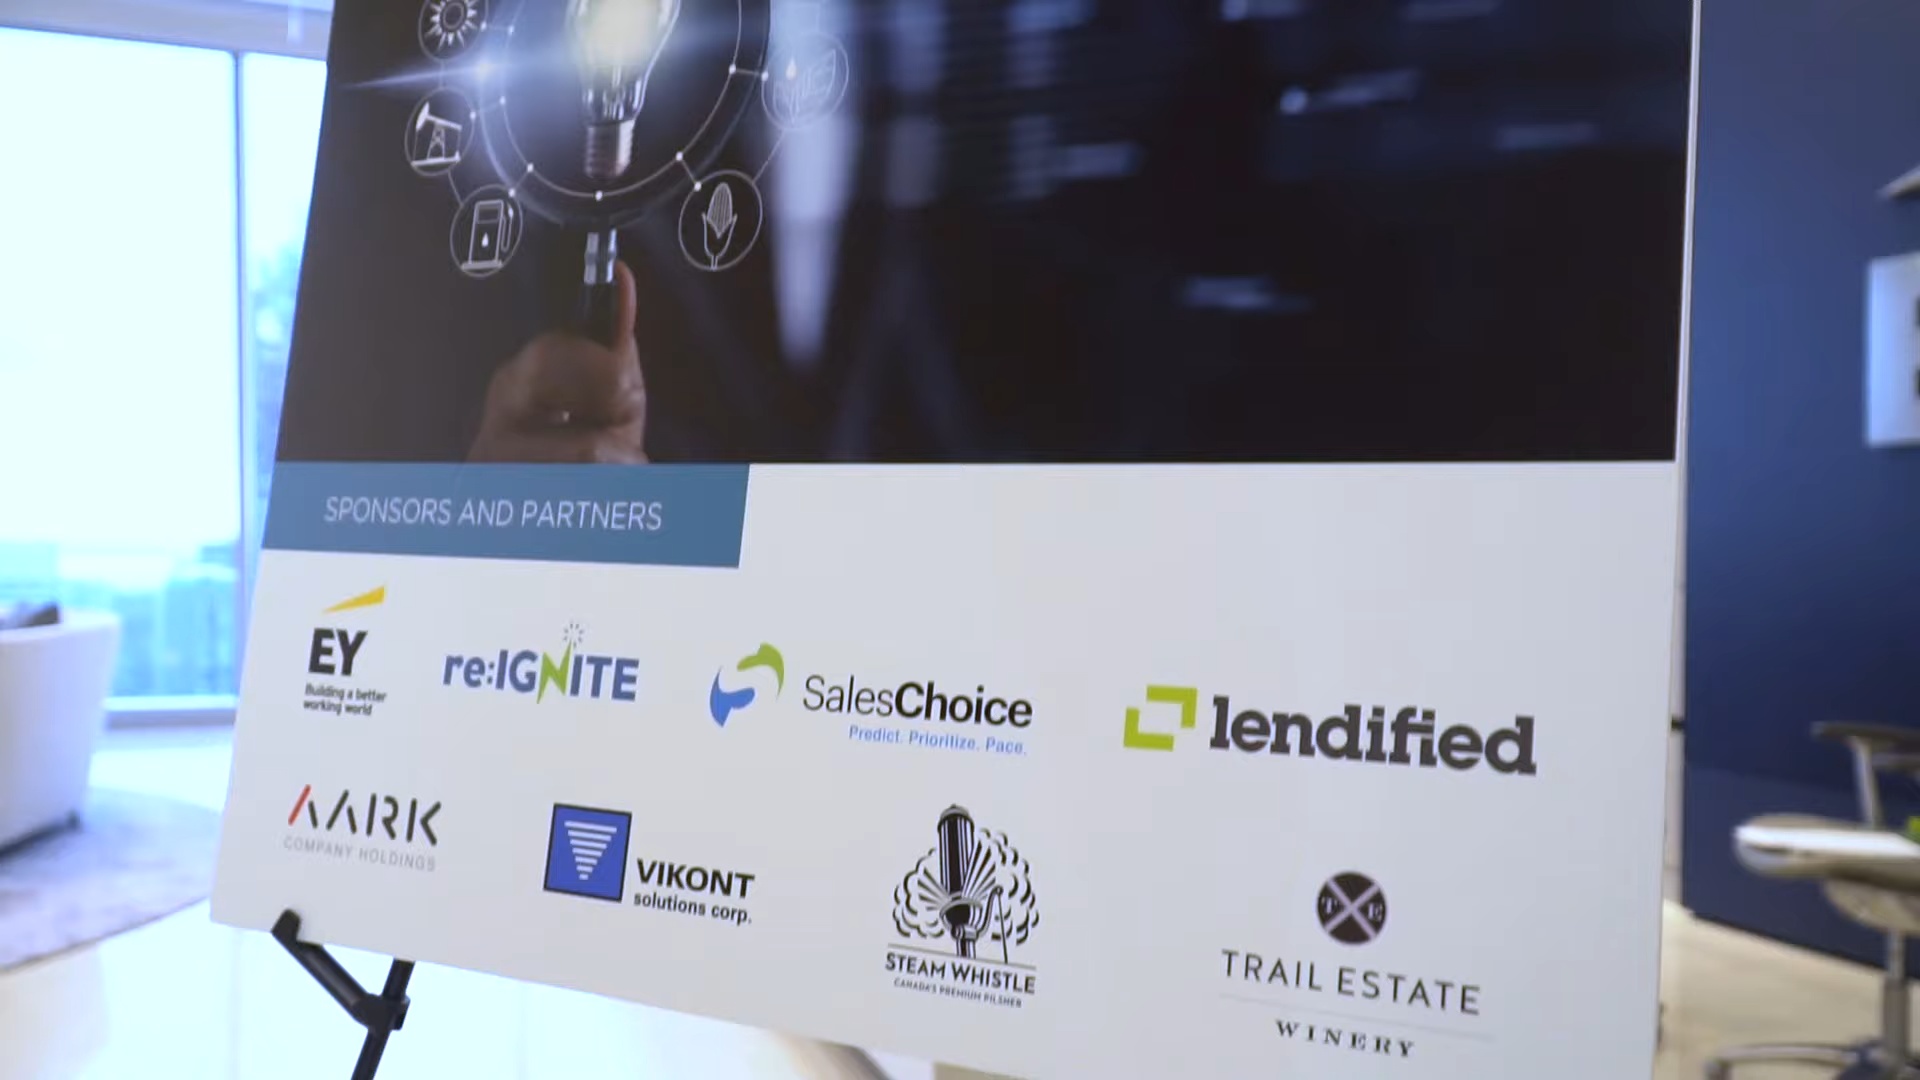 SPONSORS AND PARTNERS
EY
Building a better
working world
re:IGNITE
SalesChoice
Predict. Prioritize. Pace.
lendified
AARK
COMPANY HOLDINGS
VIKONT
solutions corp.
STEAM WHISTLE
CANADA'S PREMIUM PILSNER
T E
TRAIL ESTATE
WINERY